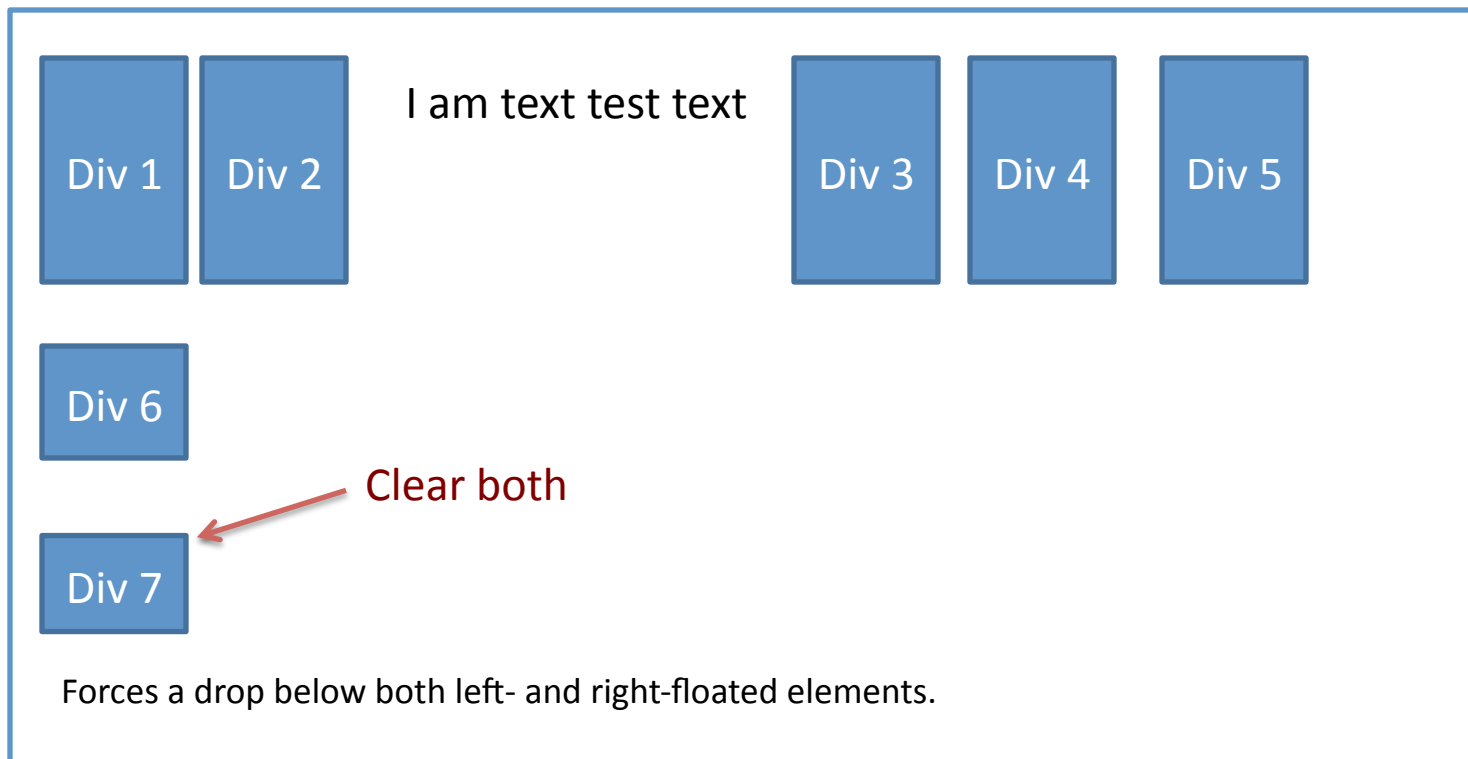 I am text test text
Div 1 Div 2 Div 3 Div 4 Div 5
Div 6
Clear both
Div 7
Forces a drop below both left- and right-floated elements.